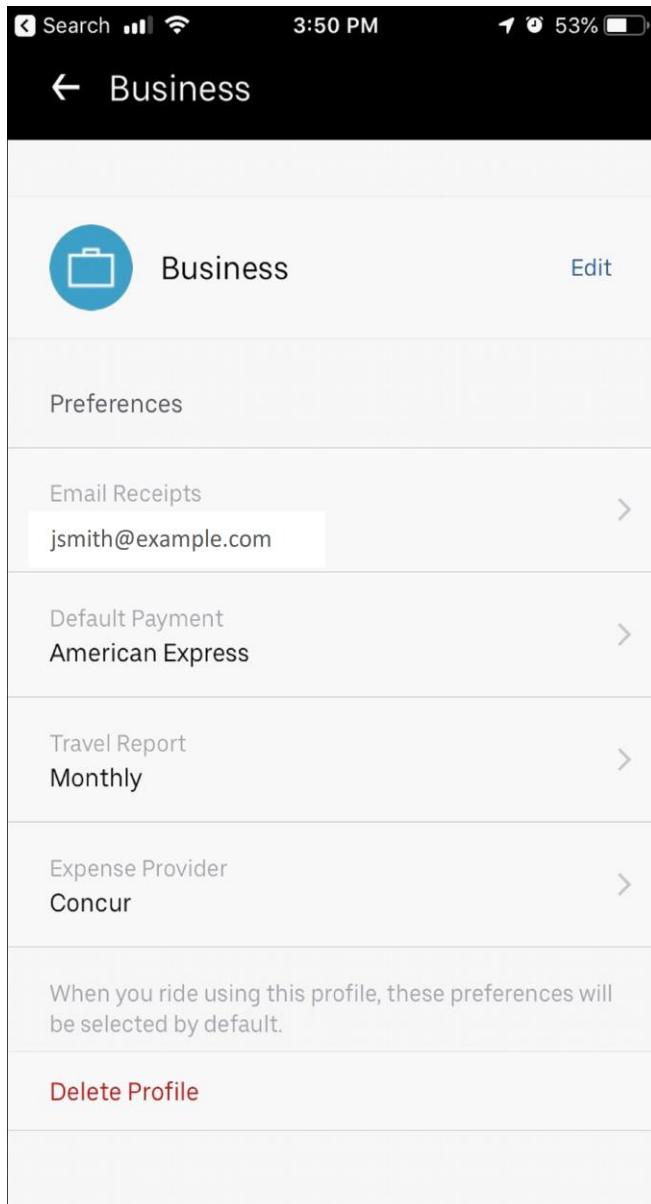 Search 3:50 PM 53%
Business
Business Edit
Preferences
Email Receipts
jsmith@example.com
Default Payment
American Express
Travel Report
Monthly
Expense Provider
Concur
When you ride using this profile, these preferences will
be selected by default.
Delete Profile